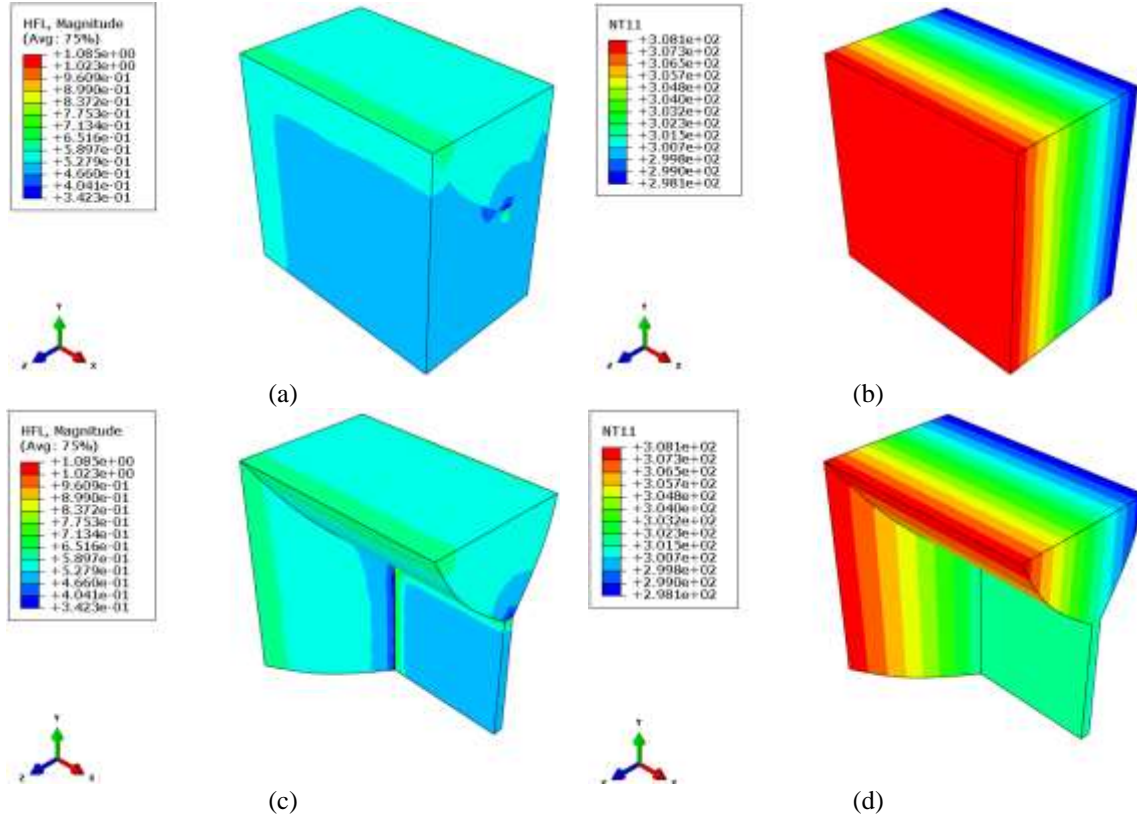 HFL, Magnitude
(Avg: 75%)
+1.085e+00
+1.023e+00
+9.609e-01
+8.990e-01
+8.372e-01
+7.753e-01
+7.134e-01
+6.516e-01
+5.897e-01
+5.279e-01
+4.660e-01
+4.041e-01
+3.423e-01
Y
Z
X
(a)
NT11
+3.081e+02
+3.073e+02
+3.065e+02
+3.057e+02
+3.048e+02
+3.040e+02
+3.032e+02
+3.023e+02
+3.015e+02
+3.007e+02
+2.998e+02
+2.990e+02
+2.981e+02
Y
Z
X
(b)
HFL, Magnitude
(Avg: 75%)
+1.085e+00
+1.023e+00
+9.609e-01
+8.990e-01
+8.372e-01
+7.753e-01
+7.134e-01
+6.516e-01
+5.897e-01
+5.279e-01
+4.660e-01
+4.041e-01
+3.423e-01
Y
Z
X
(c)
NT11
+3.081e+02
+3.073e+02
+3.065e+02
+3.057e+02
+3.048e+02
+3.040e+02
+3.032e+02
+3.023e+02
+3.015e+02
+3.007e+02
+2.998e+02
+2.990e+02
+2.981e+02
Y
(d)